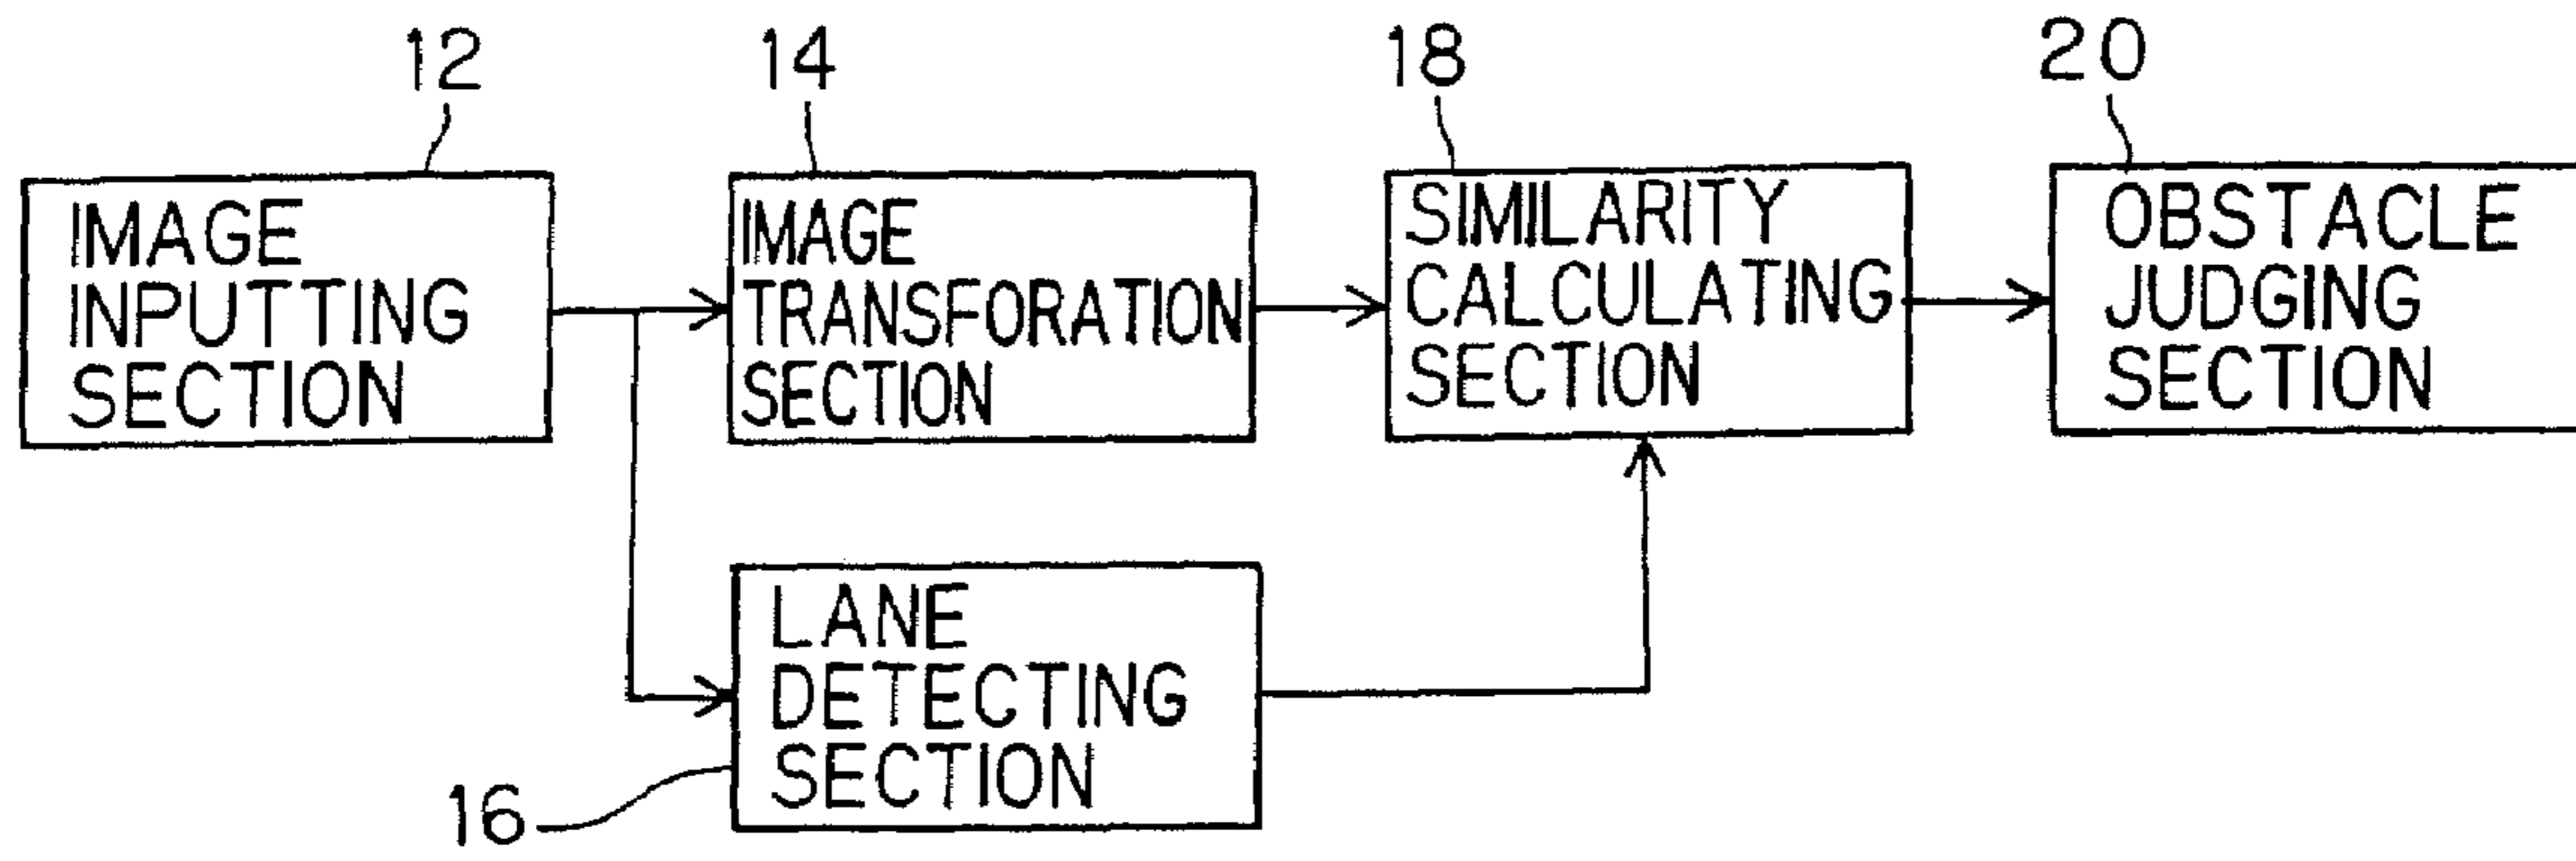 12
14
18
20
IMAGE
INPUTTING
SECTION
IMAGE
TRANSFORATION
SECTION
SIMILARITY
CALCULATING
SECTION
OBSTACLE
JUDGING
SECTION
LANE
DETECTING
SECTION
16